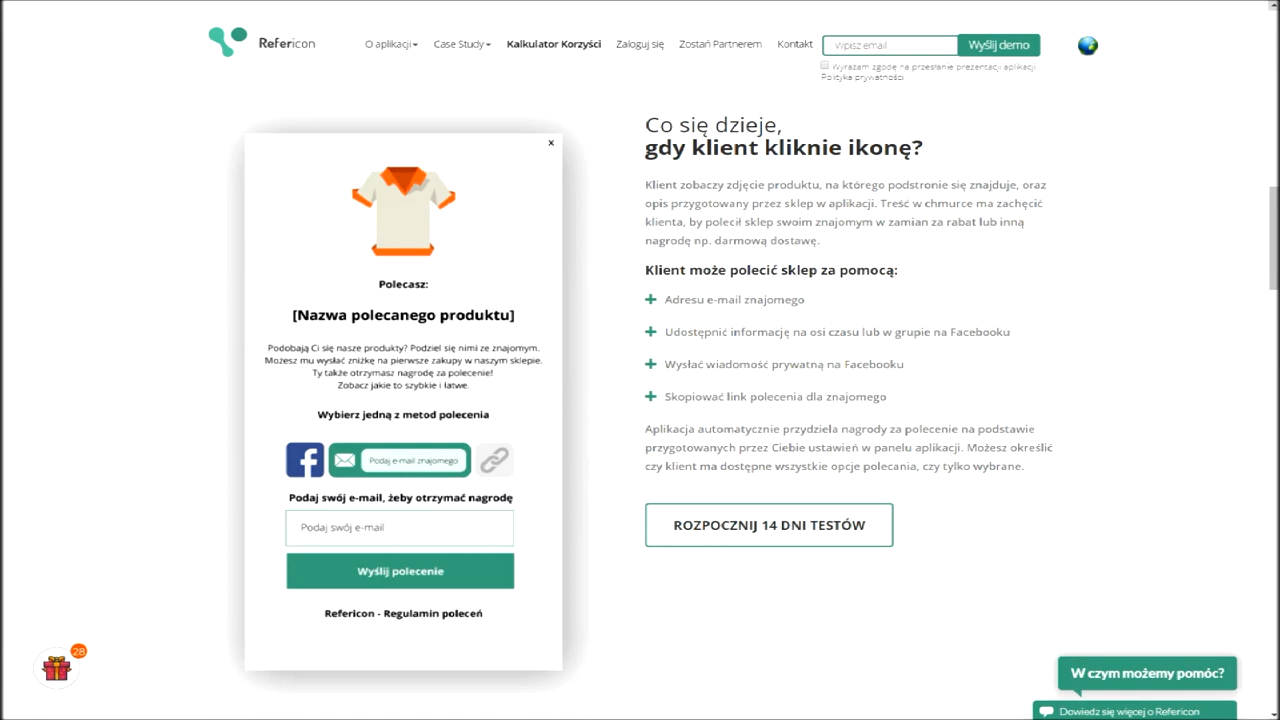 Refericon
O aplikacji
Case Study
Kalkulator Korzyści
Zaloguj się
Zostań Partnerem
Kontakt
Wpisz email
Wyślij demo
Wyrażam zgodę na przesłanie prezentacji aplikacji
Polityka prywatności
x
Polecasz:
[Nazwa polecanego produktu]
Podobają Ci się nasze produkty? Podziel się nimi ze znajomym.
Możesz mu wysłać zniżkę na pierwsze zakupy w naszym sklepie.
Ty także otrzymasz nagrodę za polecenie!
Zobacz jakie to szybkie i łatwe.
Wybierz jedną z metod polecenia
Podaj e-mail znajomego
Podaj swój e-mail, żeby otrzymać nagrodę
Podaj swój e-mail
Wyślij polecenie
Refericon - Regulamin poleceń
Co się dzieje,
gdy klient kliknie ikonę?
Klient zobaczy zdjęcie produktu, na którego podstronie się znajduje, oraz
opis przygotowany przez sklep w aplikacji. Treść w chmurce ma zachęcić
klienta, by polecił sklep swoim znajomym w zamian za rabat lub inną
nagrodę np. darmową dostawę.
Klient może polecić sklep za pomocą:
Adresu e-mail znajomego
Udostępnić informację na osi czasu lub w grupie na Facebooku
Wysłać wiadomość prywatną na Facebooku
Skopiować link polecenia dla znajomego
Aplikacja automatycznie przydziela nagrody za polecenie na podstawie
przygotowanych przez Ciebie ustawień w panelu aplikacji. Możesz określić
czy klient ma dostępne wszystkie opcje polecania, czy tylko wybrane.
ROZPOCZNIJ 14 DNI TESTÓW
28
W czym możemy pomóc?
Dowiedz się więcej o Refericon